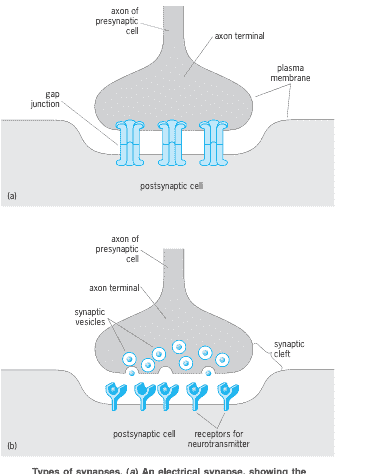 axon of
presynaptic
cell
axon terminal
plasma
membrane
gap
junction
postsynaptic cell
(a)
axon of
presynaptic
cell
axon terminal
synaptic
vesicles
synaptic
cleft
postsynaptic cell
receptors for
neurotransmitter
(b)
Types of synapses. (a) An electrical synapse, showing the